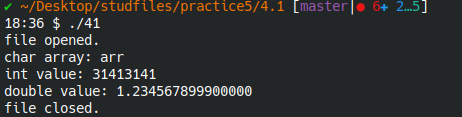 ✔ ~/Desktop/studfiles/practice5/4.1 [master|● 6✚ 2…5]
18:36 $ ./41
file opened.
char array: arr
int value: 31413141
double value: 1.234567899900000
file closed.